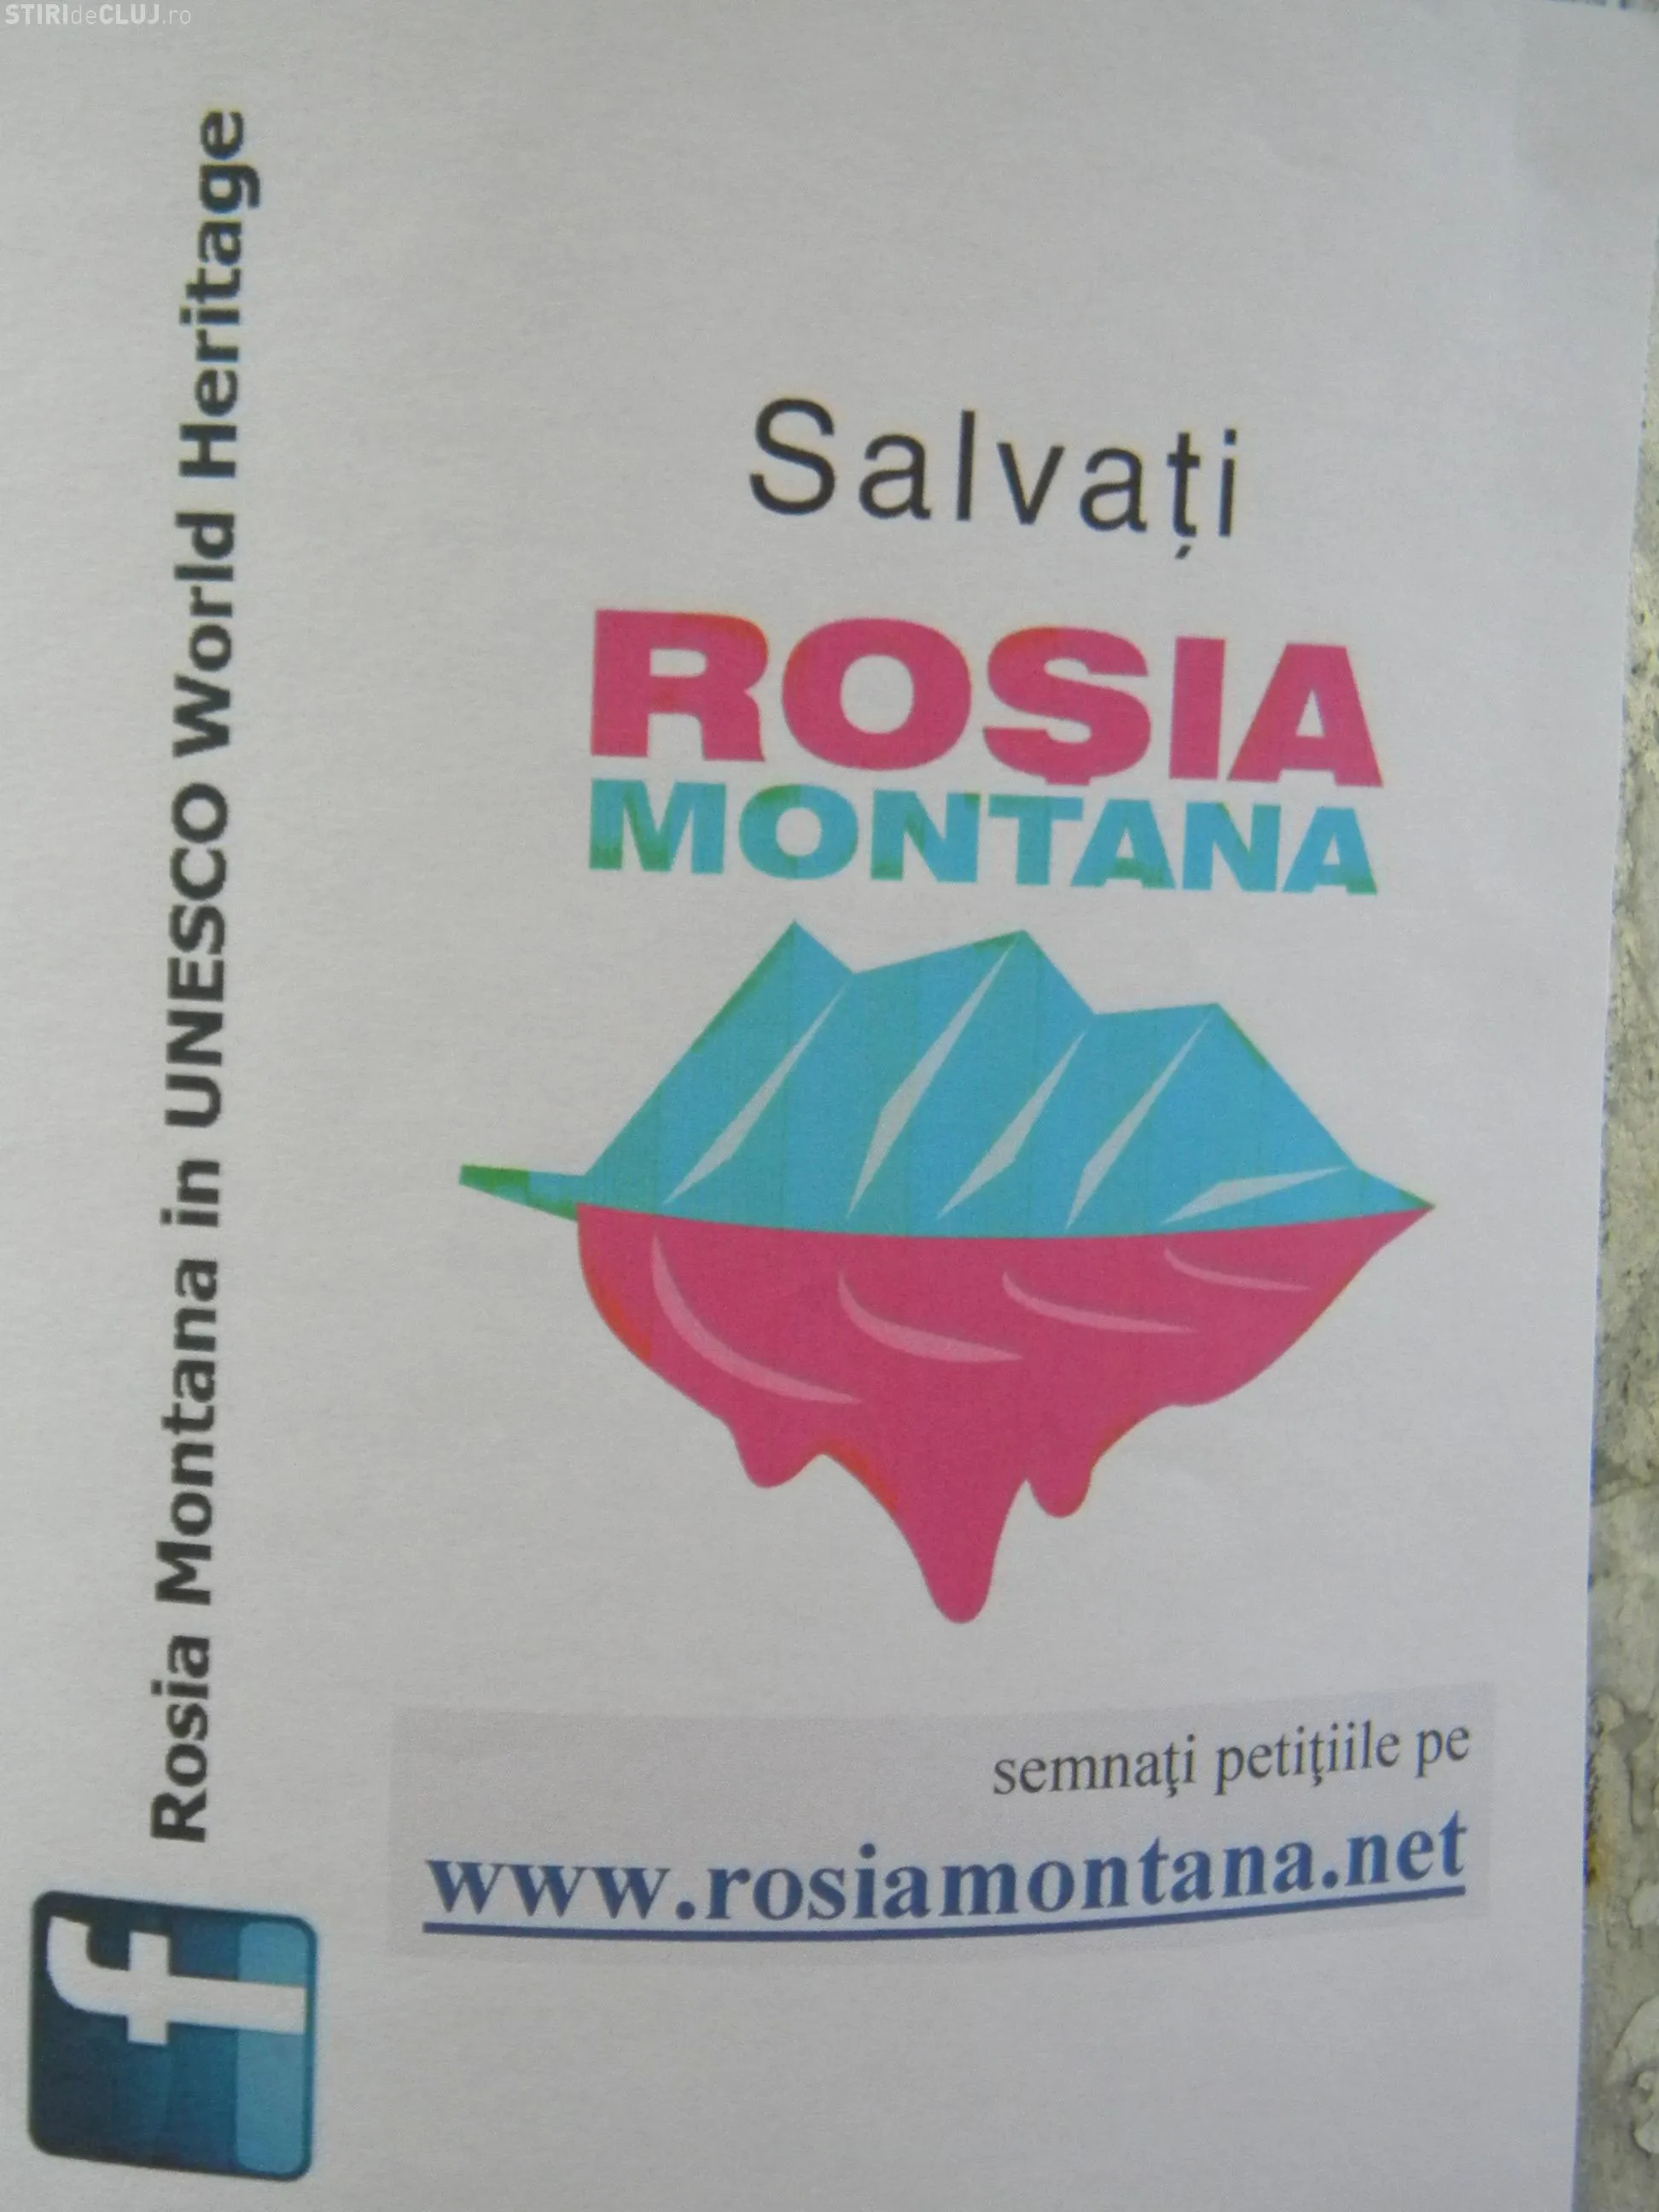 STIRIdeCLUJ.ro
Rosia Montana in UNESCO World Heritage
Salvați
ROȘIA
MONTANA
semnaţi petiţiile pe
www.rosiamontana.net
f